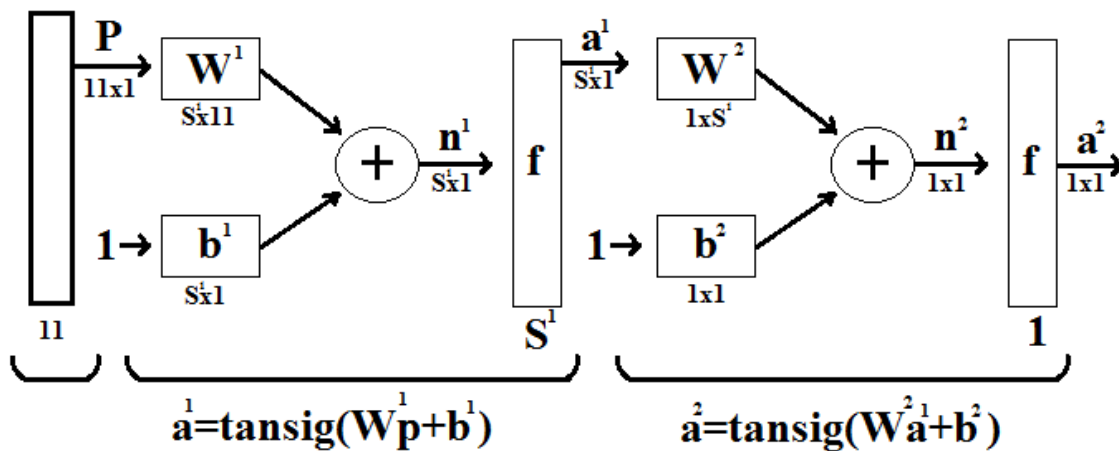 P
11x1
W¹
S¹x11
1
b¹
S¹x1
+
n¹
S¹x1
f
S¹
a¹
S¹x1
W²
1xS¹
1
b²
1x1
+
n²
1x1
f
1
a²
1x1
11
a¹=tansig(W¹p+b¹)
a²=tansig(W²a¹+b²)